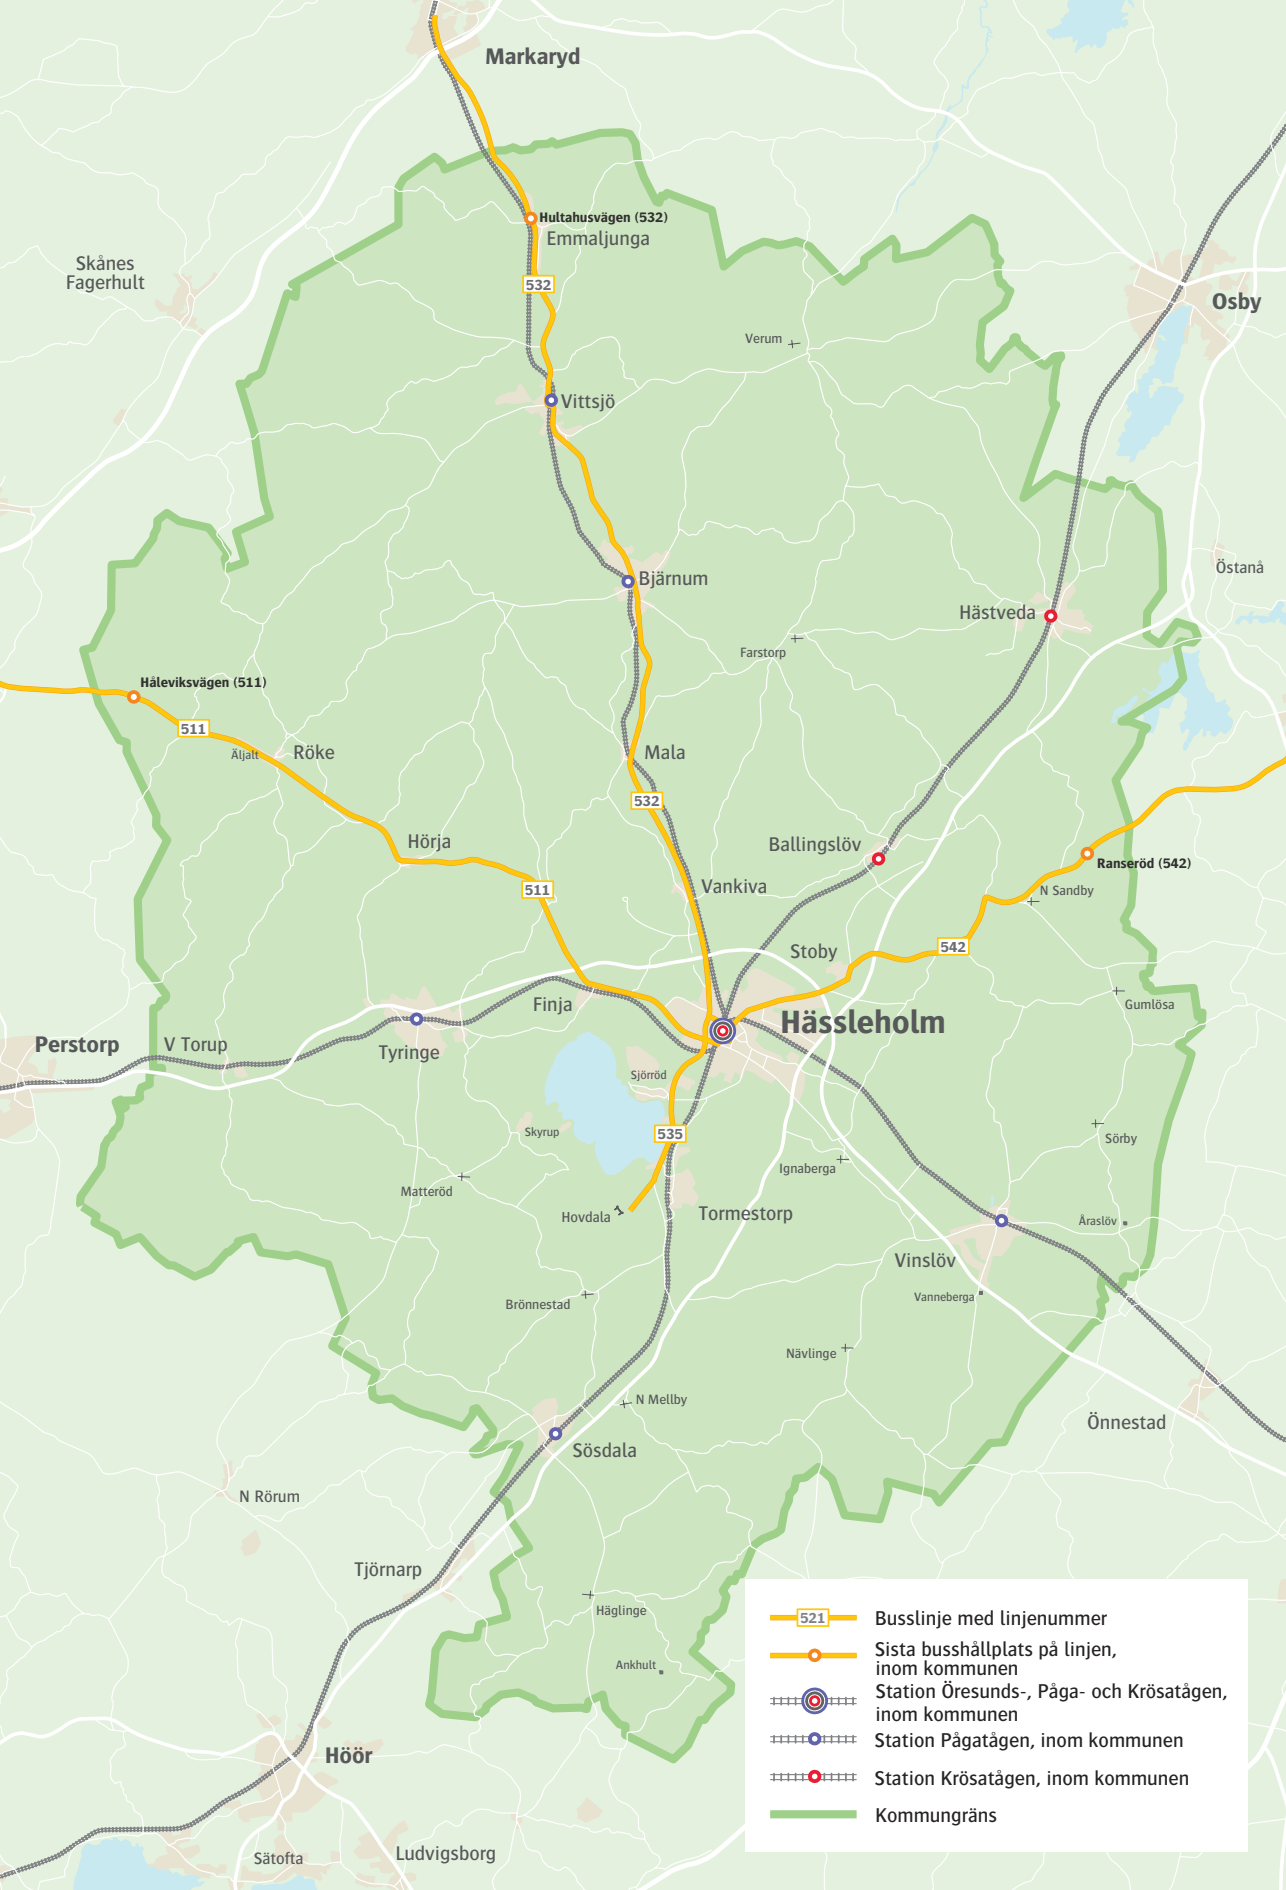 Markaryd
Hultahusvägen (532)
Emmaljunga
Skånes
Fagerhult
532
Osby
Verum
Vittsjö
Östanå
Bjärnum
Hästveda
Farstorp
Håleviksvägen (511)
511
Äljalt
Röke
Mala
532
Hörja
Ballingslöv
Ranseröd (542)
511
Vankiva
N Sandby
542
Stoby
Finja
Gumlösa
Hässleholm
Perstorp
V Torup
Tyringe
Sjörröd
Skyrup
535
Sörby
Ignaberga
Matteröd
Hovdala
Tormestorp
Åraslöv
Vinslöv
Brönnestad
Vanneberga
Nävlinge
N Mellby
Önnestad
Sösdala
N Rörum
Tjörnarp
Häglinge
Ankhult
Höör
Sätofta
Ludvigsborg
521
Busslinje med linjenummer
Sista busshållplats på linjen,
inom kommunen
Station Öresunds-, Påga- och Krösatågen,
inom kommunen
Station Pågatågen, inom kommunen
Station Krösatågen, inom kommunen
Kommungräns